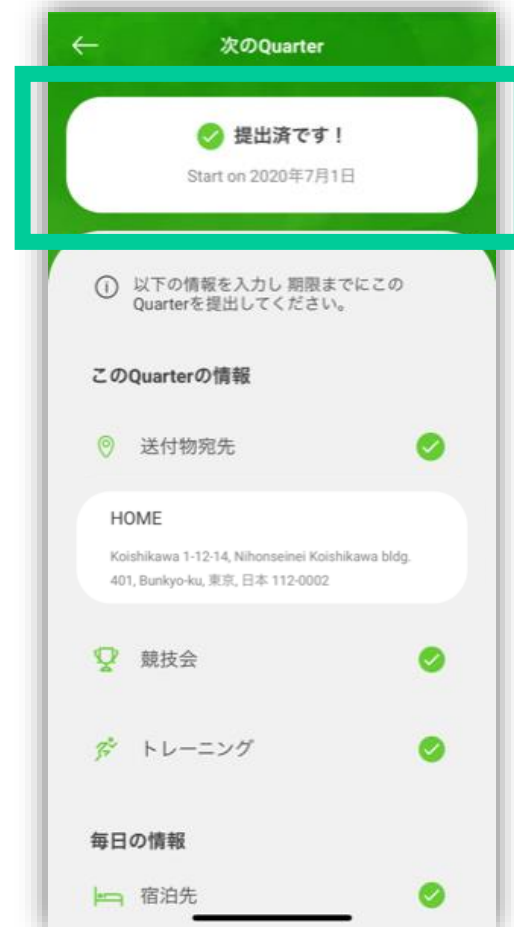 次のQuarter
提出済です！
Start on 2020年7月1日
以下の情報を入力し 期限までにこの
Quarterを提出してください。
このQuarterの情報
送付物宛先
HOME
Koishikawa 1-12-14, Nihonseinei Koishikawa bldg.
401, Bunkyo-ku, 東京, 日本 112-0002
競技会
トレーニング
毎日の情報
宿泊先